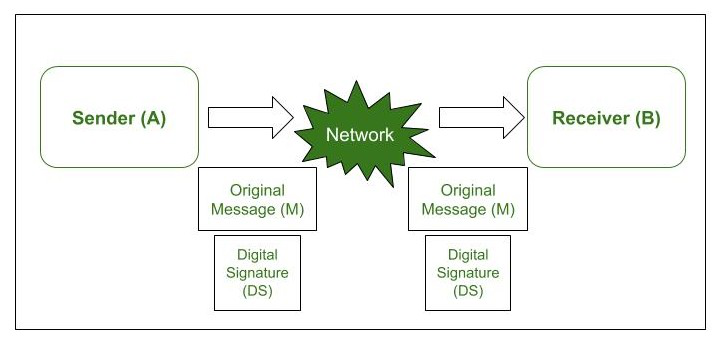 Sender (A)
Network
Receiver (B)
Original
Message (M)
Original
Message (M)
Digital
Signature
(DS)
Digital
Signature
(DS)